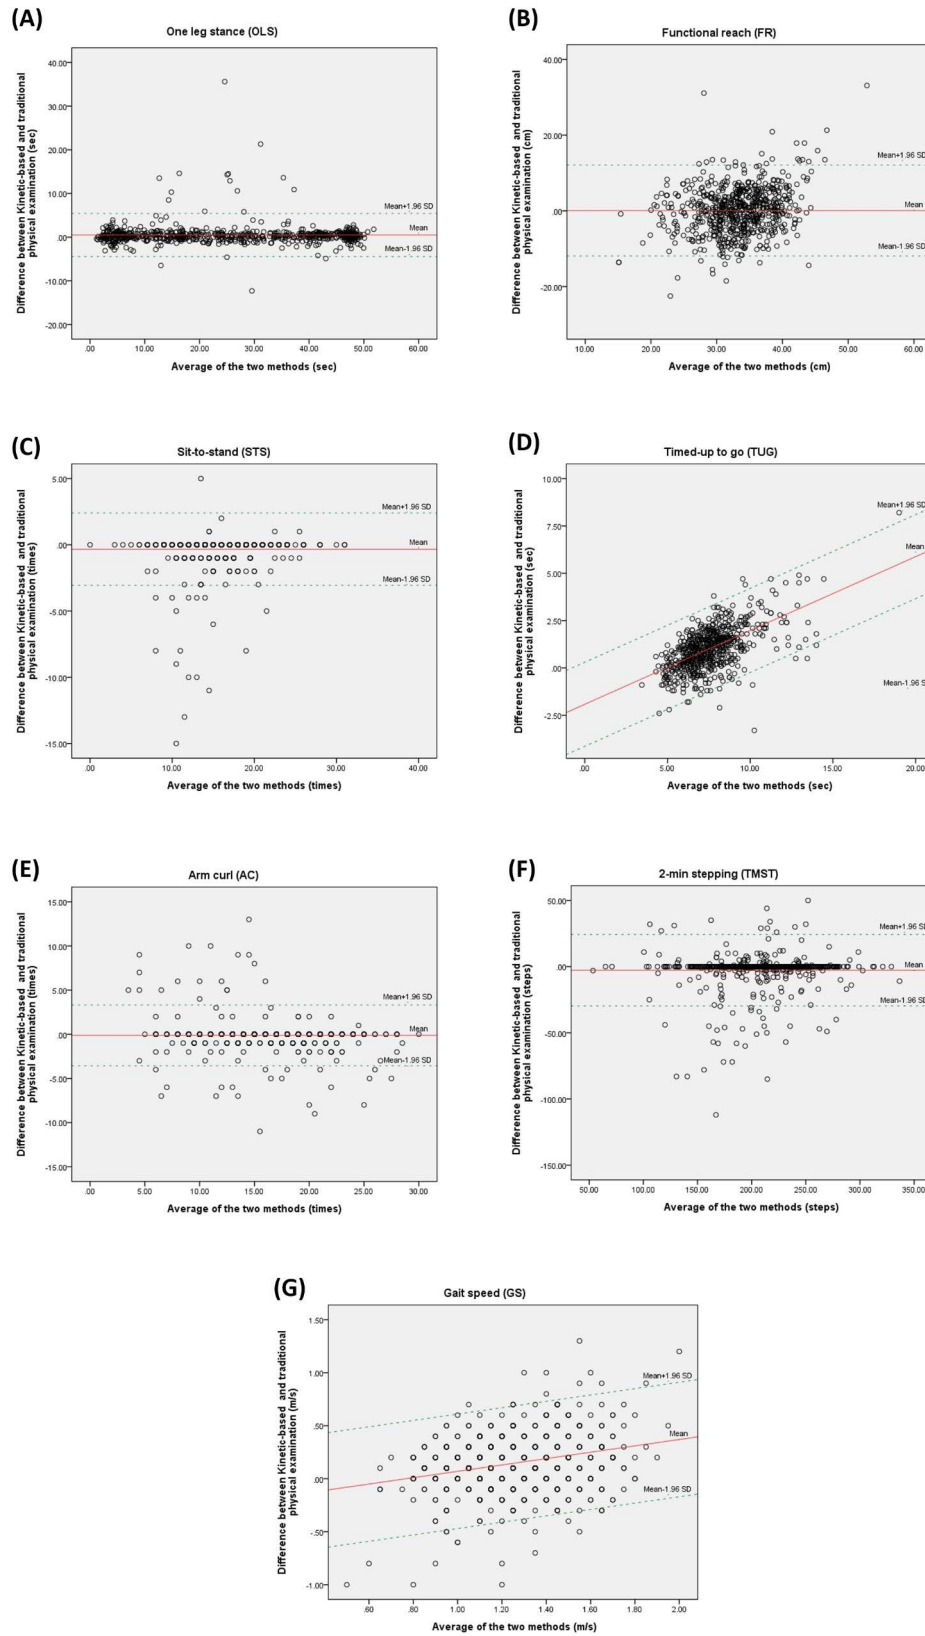 (A)
One leg stance (OLS)
Difference between Kinetic-based and traditional
physical examination (sec)
40.00
30.00
20.00
10.00
.00
-10.00
-20.00
Mean+1.96 SD
Mean
Mean-1.96 SD
.00 10.00 20.00 30.00 40.00 50.00 60.00
Average of the two methods (sec)
(B)
Functional reach (FR)
Difference between Kinetic-based and traditional
physical examination (cm)
40.00
20.00
.00
-20.00
Mean+1.96 SD
Mean
Mean-1.96 SD
10.00 20.00 30.00 40.00 50.00 60.00
Average of the two methods (cm)
(C)
Sit-to-stand (STS)
Difference between Kinetic-based and traditional
physical examination (times)
5.00
.00
-5.00
-10.00
-15.00
Mean+1.96 SD
Mean
Mean-1.96 SD
.00 10.00 20.00 30.00 40.00
Average of the two methods (times)
(D)
Timed-up to go (TUG)
Difference between Kinetic-based and traditional
physical examination (sec)
10.00
7.50
5.00
2.50
.00
-2.50
Mean+1.96 SD
Mean
Mean-1.96 S
.00 5.00 10.00 15.00 20.00
Average of the two methods (sec)
(E)
Arm curl (AC)
Difference between Kinetic-based and traditional
physical examination (times)
15.00
10.00
5.00
.00
-5.00
-10.00
-15.00
Mean+1.96 SD
Mean
Mean-1.96 SD
.00 5.00 10.00 15.00 20.00 25.00 30.00
Average of the two methods (times)
(F)
2-min stepping (TMST)
Difference between Kinetic-based and traditional
physical examination (steps)
50.00
.00
-50.00
-100.00
-150.00
Mean+1.96 SD
Mean
Mean-1.96 SD
50.00 100.00 150.00 200.00 250.00 300.00 350.00
Average of the two methods (steps)
(G)
Gait speed (GS)
Difference between Kinetic-based and traditional
physical examination (m/s)
1.50
1.00
.50
.00
-.50
-1.00
Mean+1.96 SD
Mean
Mean-1.96 SD
.60 .80 1.00 1.20 1.40 1.60 1.80 2.00
Average of the two methods (m/s)